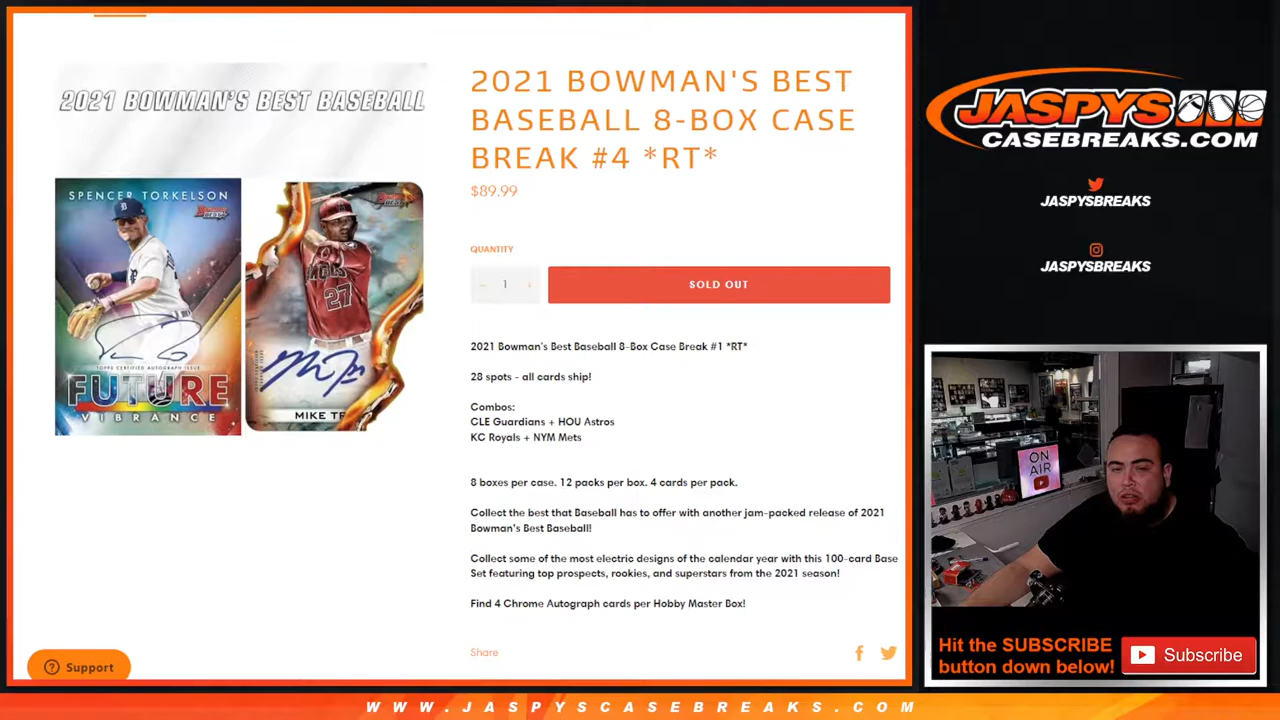 2021 BOWMAN'S BEST BASEBALL
SPENCER TORKELSON
TOPPS CERTIFIED AUTOGRAPH ISSUE
FUTURE
VIBRANCE
ANGELS
27
MIKE TR
2021 BOWMAN'S BEST
BASEBALL 8-BOX CASE
BREAK #4 *RT*
$89.99
QUANTITY
− 1 +
SOLD OUT
2021 Bowman's Best Baseball 8-Box Case Break #1 *RT*
28 spots - all cards ship!
Combos:
CLE Guardians + HOU Astros
KC Royals + NYM Mets
8 boxes per case. 12 packs per box. 4 cards per pack.
Collect the best that Baseball has to offer with another jam-packed release of 2021
Bowman's Best Baseball!
Collect some of the most electric designs of the calendar year with this 100-card Base
Set featuring top prospects, rookies, and superstars from the 2021 season!
Find 4 Chrome Autograph cards per Hobby Master Box!
Share
Support
JASPYS
CASEBREAKS.COM
JASPYSBREAKS
JASPYSBREAKS
ON
AIR
Hit the SUBSCRIBE
button down below!
Subscribe
WWW.JASPYSCASEBREAKS.COM